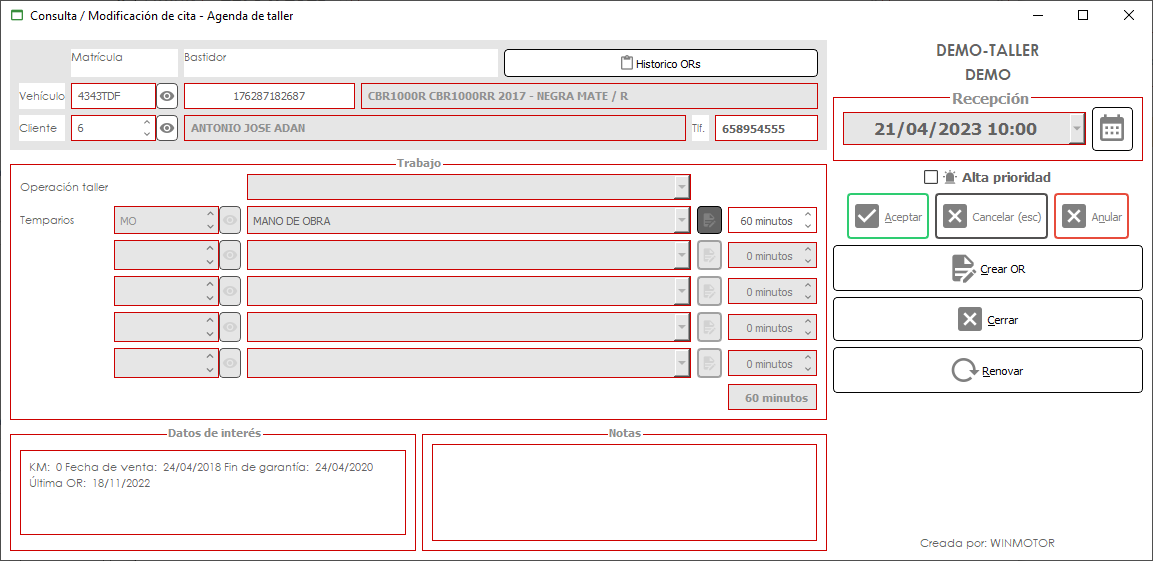 Consulta / Modificación de cita - Agenda de taller
Matrícula Bastidor Historico ORs
Vehículo 4343TDF 176287182687 CBR1000R CBR1000RR 2017 - NEGRA MATE / R
Cliente 6 ANTONIO JOSE ADAN Tlf. 658954555
DEMO-TALLER
DEMO
Recepción
21/04/2023 10:00
Alta prioridad
Aceptar Cancelar (esc) Anular
Crear OR
Cerrar
Renovar
Trabajo
Operación taller
Temparios MO MANO DE OBRA 60 minutos
0 minutos
0 minutos
0 minutos
0 minutos
60 minutos
Datos de interés
KM: 0 Fecha de venta: 24/04/2018 Fin de garantía: 24/04/2020
Última OR: 18/11/2022
Notas
Creada por: WINMOTOR